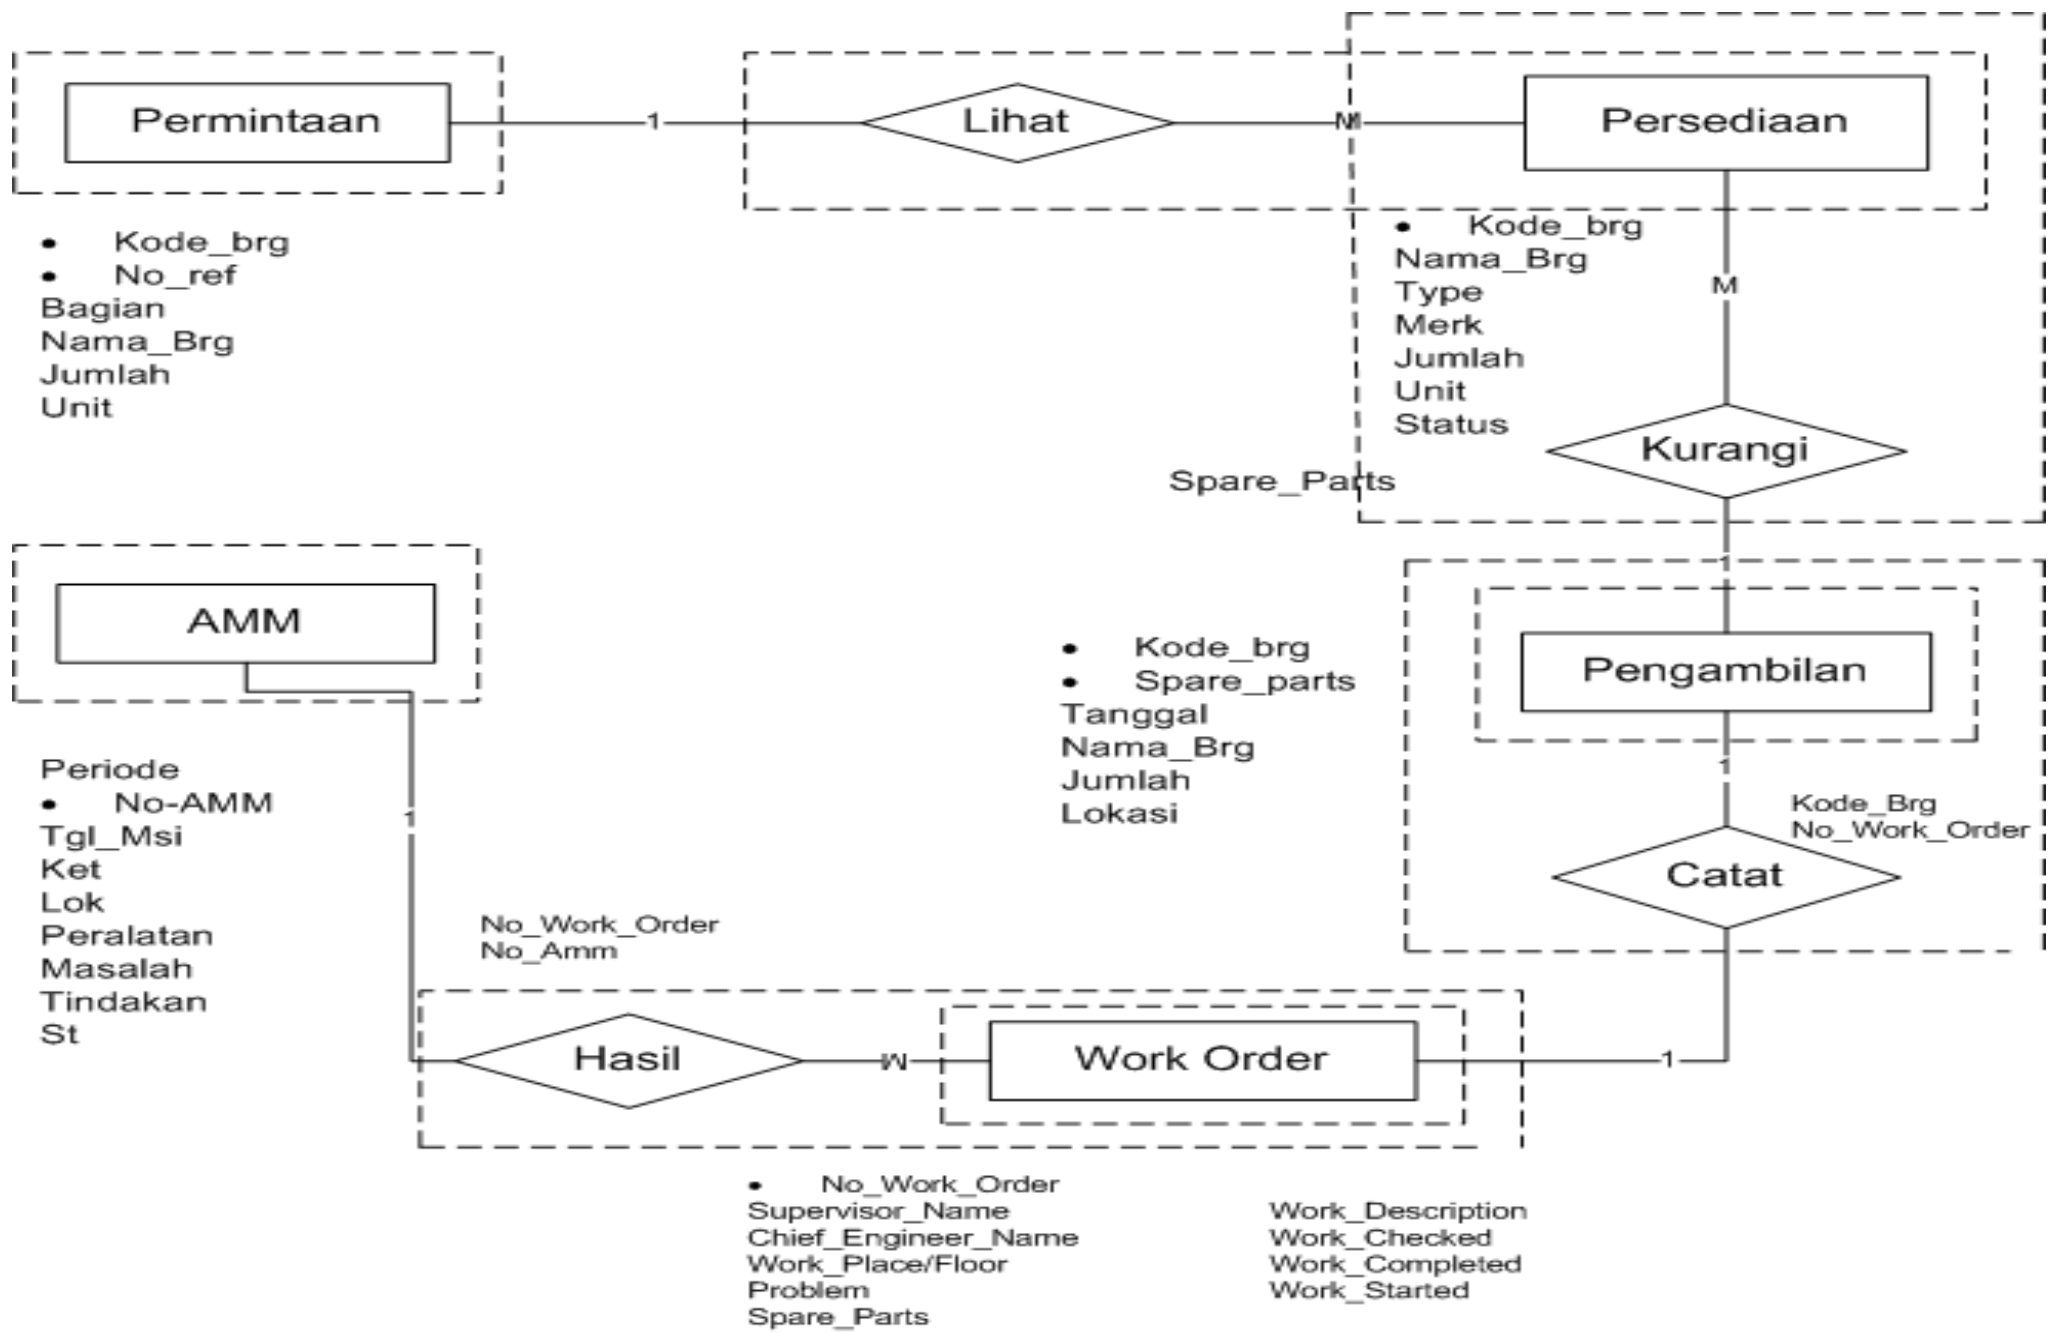 Permintaan
1
Lihat
M
Persediaan
• Kode_brg
• No_ref
Bagian
Nama_Brg
Jumlah
Unit
• Kode_brg
Nama_Brg
Type
Merk
Jumlah
Unit
Status
M
Kurangi
Spare_Parts
1
AMM
Pengambilan
• Kode_brg
• Spare_parts
Tanggal
Nama_Brg
Jumlah
Lokasi
1
Kode_Brg
No_Work_Order
Catat
Periode
• No-AMM
Tgl_Msi
Ket
Lok
Peralatan
Masalah
Tindakan
St
1
No_Work_Order
No_Amm
Hasil
M
Work Order
1
• No_Work_Order
Supervisor_Name
Chief_Engineer_Name
Work_Place/Floor
Problem
Spare_Parts
Work_Description
Work_Checked
Work_Completed
Work_Started